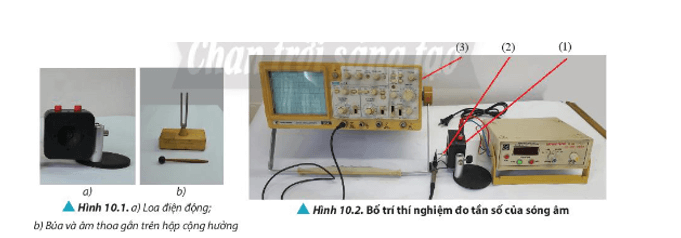 Chân trời sáng tạo
(3)
(2)
(1)
a)
b)
Hình 10.1. a) Loa điện động;
b) Búa và âm thoa gắn trên hộp cộng hưởng
Hình 10.2. Bố trí thí nghiệm đo tần số của sóng âm